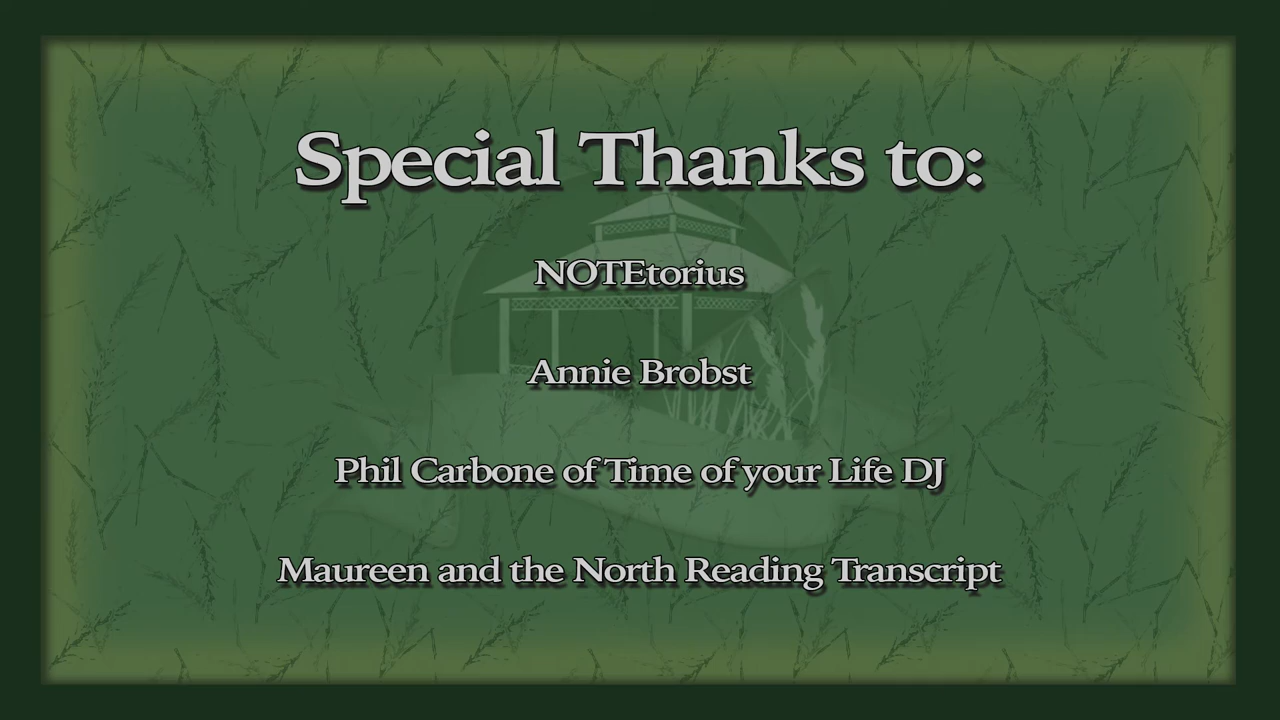 Special Thanks to:
NOTEtorius
Annie Brobst
Phil Carbone of Time of your Life DJ
Maureen and the North Reading Transcript